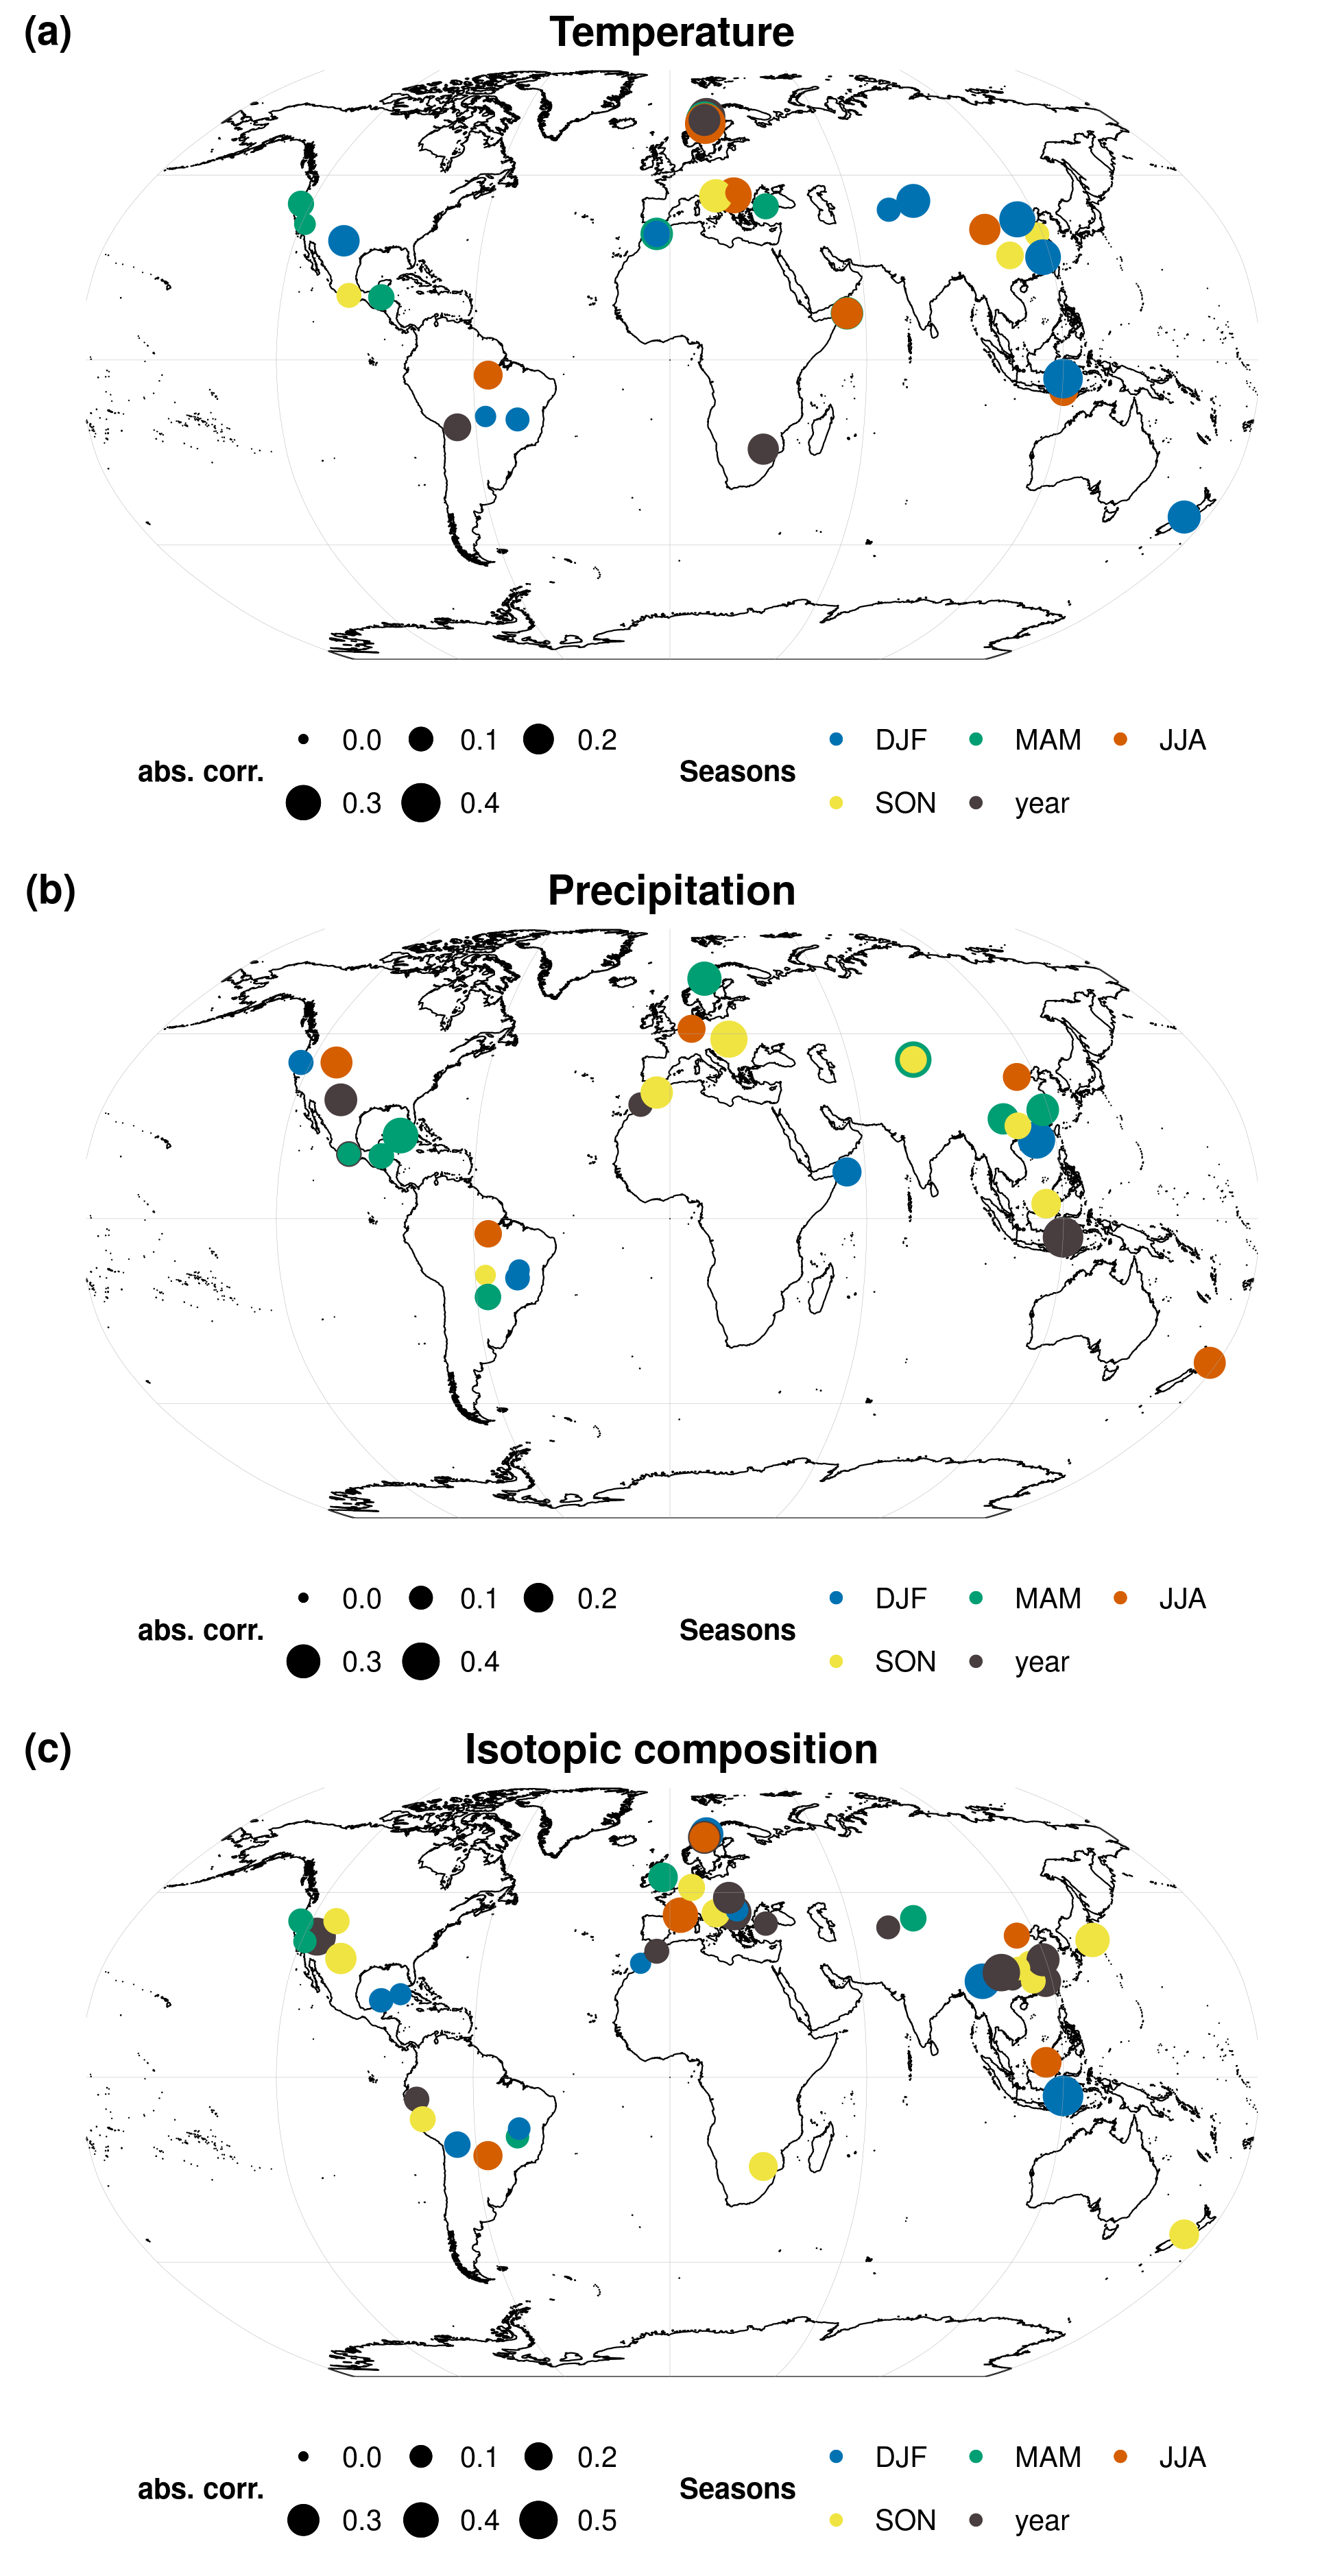 (a)
Temperature
0.0 0.1 0.2 DJF MAM JJA
abs. corr. Seasons
0.3 0.4 SON year
(b)
Precipitation
0.0 0.1 0.2 DJF MAM JJA
abs. corr. Seasons
0.3 0.4 SON year
(c)
Isotopic composition
0.0 0.1 0.2 DJF MAM JJA
abs. corr. Seasons
0.3 0.4 0.5 SON year